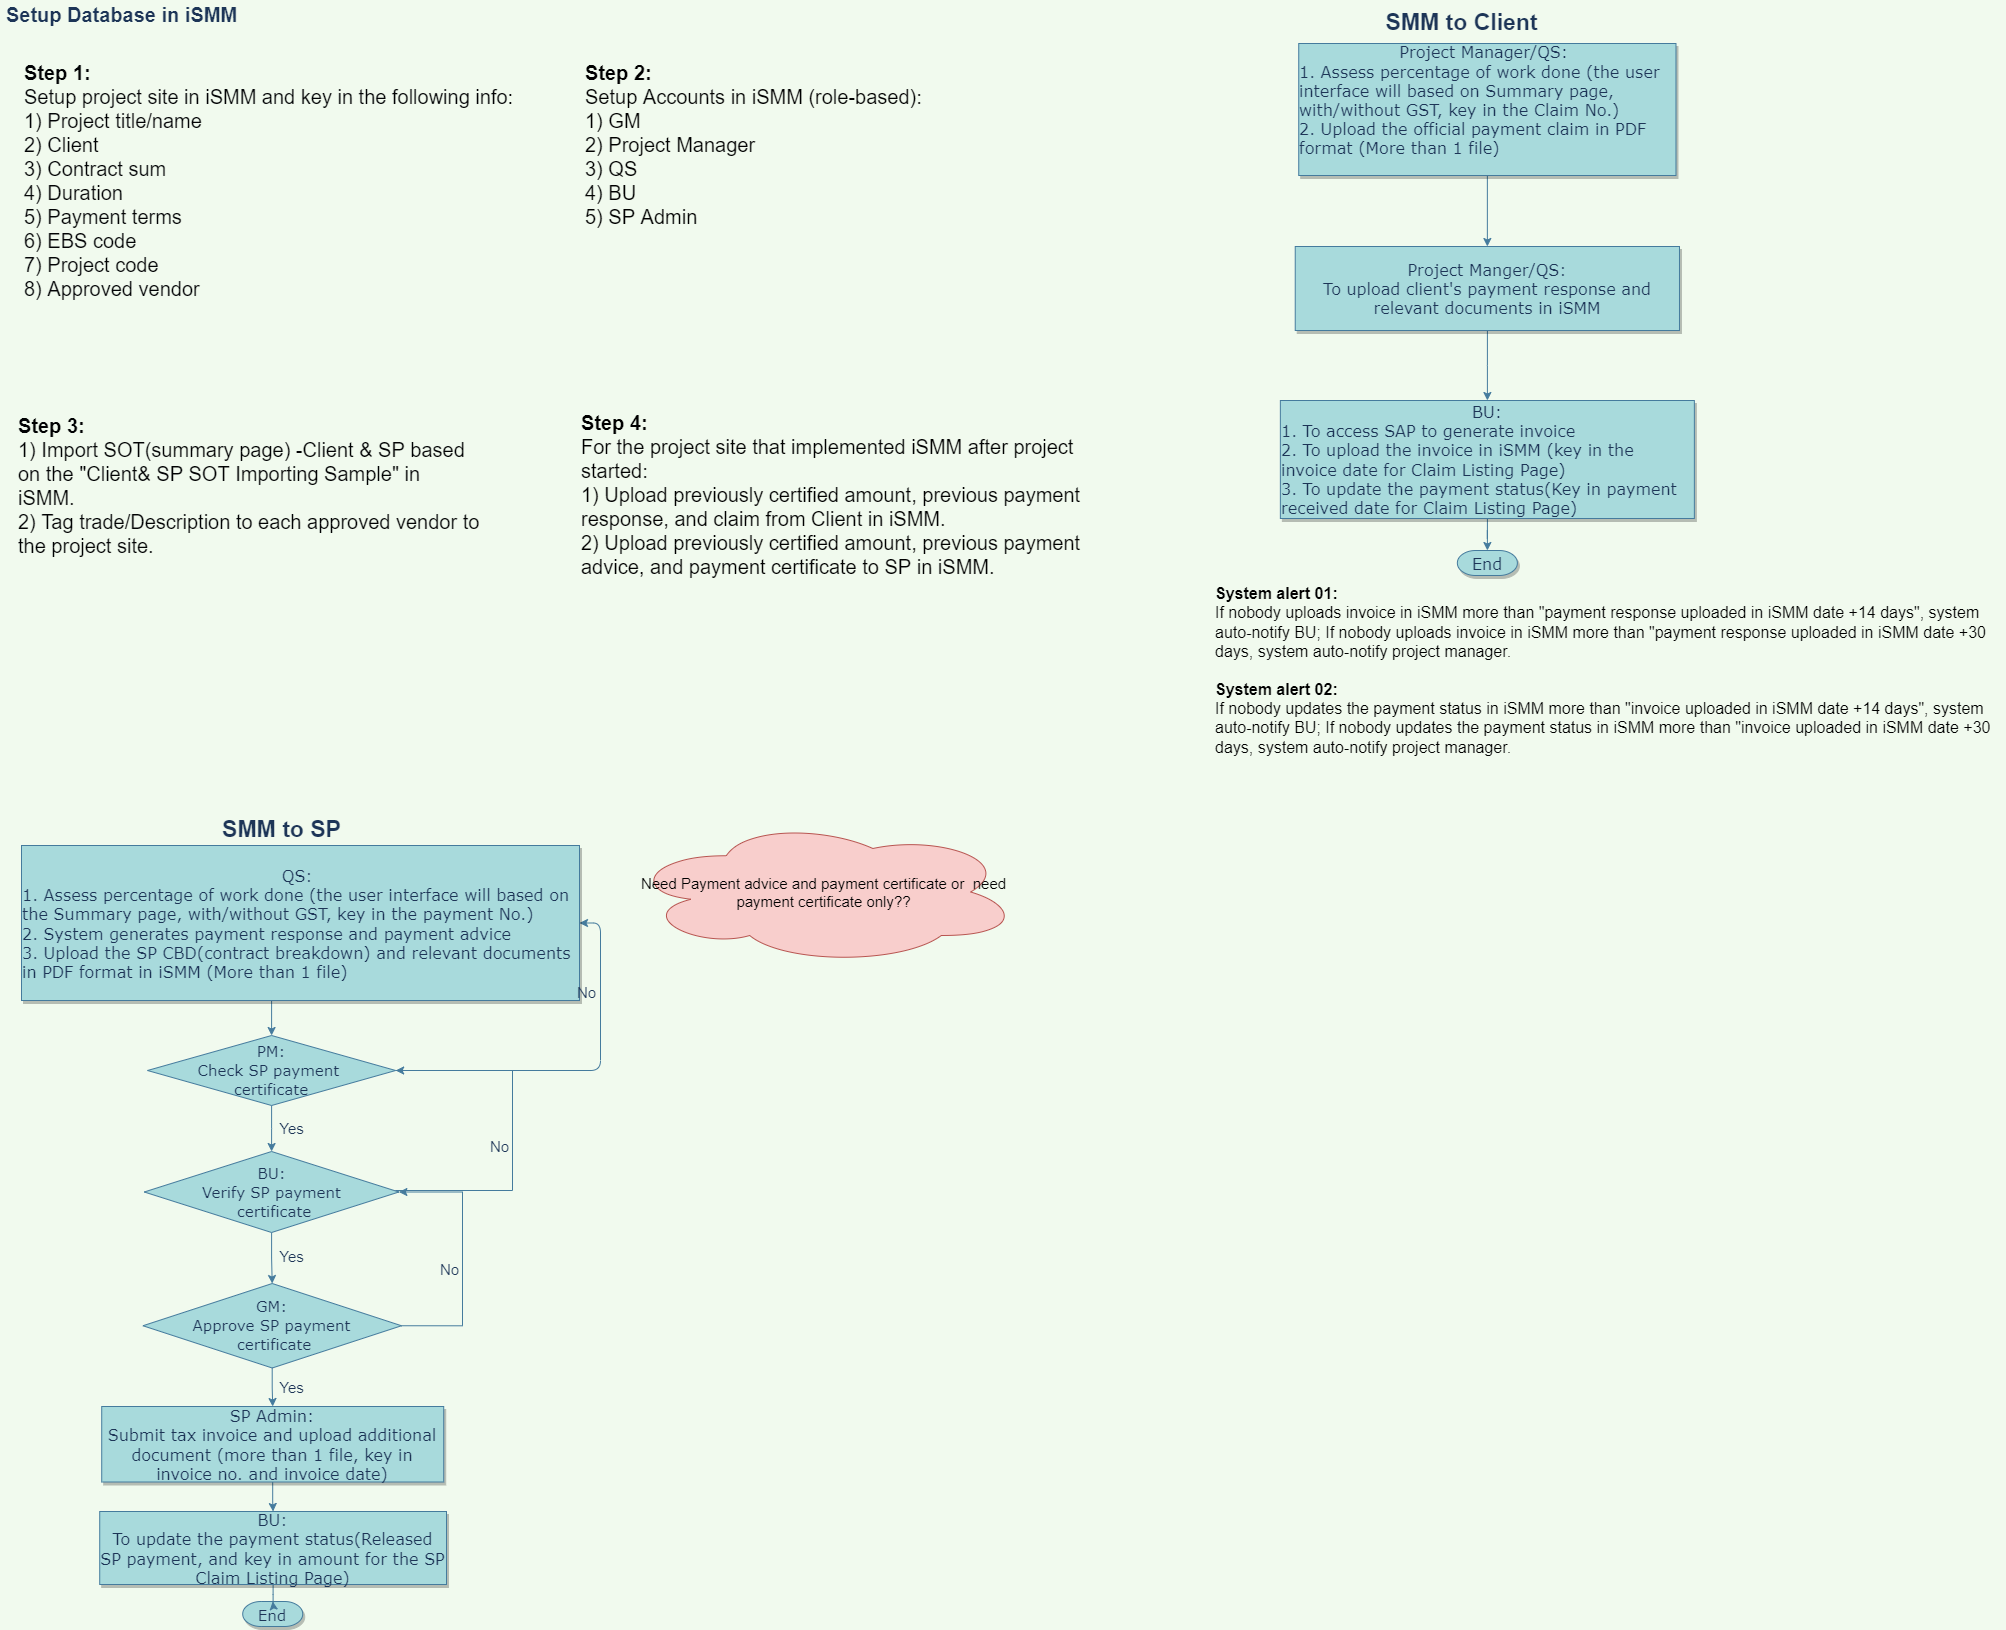 Setup Database in iSMM
Step 1:
Setup project site in iSMM and key in the following info:
1) Project title/name
2) Client
3) Contract sum
4) Duration
5) Payment terms
6) EBS code
7) Project code
8) Approved vendor
Step 2:
Setup Accounts in iSMM (role-based):
1) GM
2) Project Manager
3) QS
4) BU
5) SP Admin
Step 3:
1) Import SOT(summary page) -Client & SP based
on the "Client& SP SOT Importing Sample" in
iSMM.
2) Tag trade/Description to each approved vendor to
the project site.
Step 4:
For the project site that implemented iSMM after project
started:
1) Upload previously certified amount, previous payment
response, and claim from Client in iSMM.
2) Upload previously certified amount, previous payment
advice, and payment certificate to SP in iSMM.
SMM to Client
Project Manager/QS:
1. Assess percentage of work done (the user
interface will based on Summary page,
with/without GST, key in the Claim No.)
2. Upload the official payment claim in PDF
format (More than 1 file)
Project Manger/QS:
To upload client's payment response and
relevant documents in iSMM
BU:
1. To access SAP to generate invoice
2. To upload the invoice in iSMM (key in the
invoice date for Claim Listing Page)
3. To update the payment status(Key in payment
received date for Claim Listing Page)
End
System alert 01:
If nobody uploads invoice in iSMM more than "payment response uploaded in iSMM date +14 days", system
auto-notify BU; If nobody uploads invoice in iSMM more than "payment response uploaded in iSMM date +30
days, system auto-notify project manager.
System alert 02:
If nobody updates the payment status in iSMM more than "invoice uploaded in iSMM date +14 days", system
auto-notify BU; If nobody updates the payment status in iSMM more than "invoice uploaded in iSMM date +30
days, system auto-notify project manager.
SMM to SP
QS:
1. Assess percentage of work done (the user interface will based on
the Summary page, with/without GST, key in the payment No.)
2. System generates payment response and payment advice
3. Upload the SP CBD(contract breakdown) and relevant documents
in PDF format in iSMM (More than 1 file)
Need Payment advice and payment certificate or need
payment certificate only??
No
PM:
Check SP payment
certificate
Yes
No
BU:
Verify SP payment
certificate
Yes
No
GM:
Approve SP payment
certificate
Yes
SP Admin:
Submit tax invoice and upload additional
document (more than 1 file, key in
invoice no. and invoice date)
BU:
To update the payment status(Released
SP payment, and key in amount for the SP
Claim Listing Page)
End